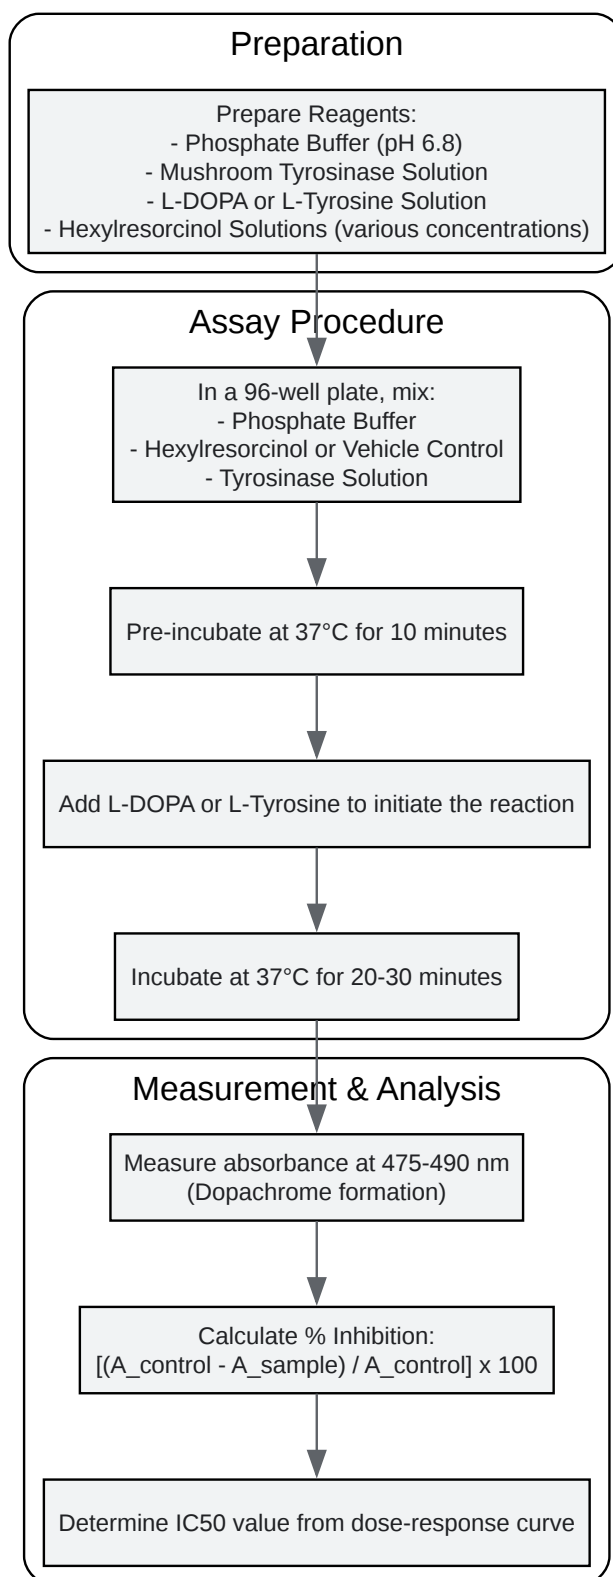 Preparation
Prepare Reagents:
- Phosphate Buffer (pH 6.8)
- Mushroom Tyrosinase Solution
- L-DOPA or L-Tyrosine Solution
- Hexylresorcinol Solutions (various concentrations)
Assay Procedure
In a 96-well plate, mix:
- Phosphate Buffer
- Hexylresorcinol or Vehicle Control
- Tyrosinase Solution
Pre-incubate at 37°C for 10 minutes
Add L-DOPA or L-Tyrosine to initiate the reaction
Incubate at 37°C for 20-30 minutes
Measurement & Analysis
Measure absorbance at 475-490 nm
(Dopachrome formation)
Calculate % Inhibition:
[(A_control - A_sample) / A_control] x 100
Determine IC50 value from dose-response curve